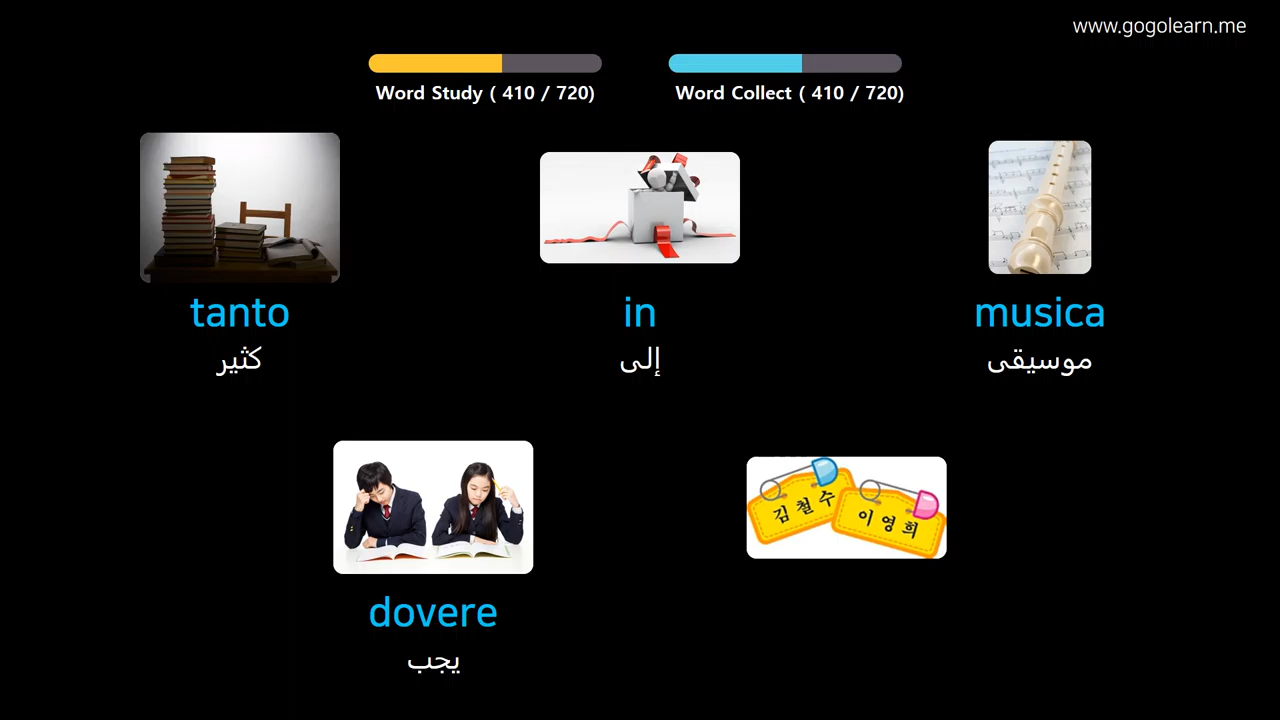 www.gogolearn.me
Word Study ( 410 / 720)
Word Collect ( 410 / 720)
tanto
كثير
in
إلى
musica
موسيقى
dovere
يجب
김철수
이영희